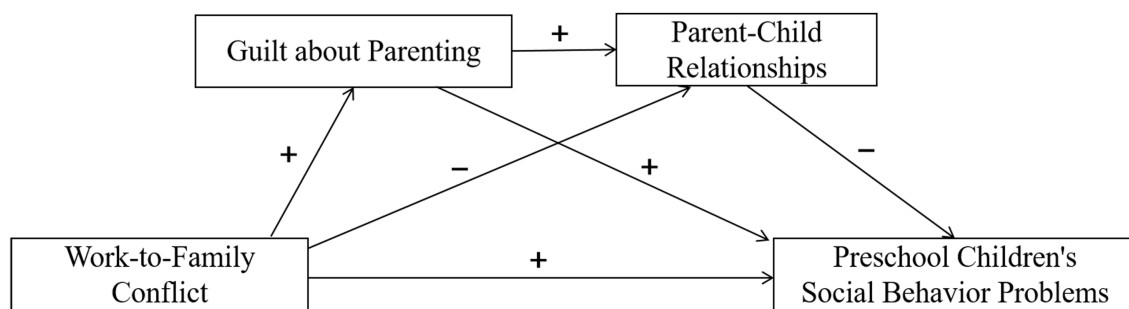 Guilt about Parenting
+
Parent-Child
Relationships
+
–
+
–
Work-to-Family
Conflict
+
Preschool Children's
Social Behavior Problems